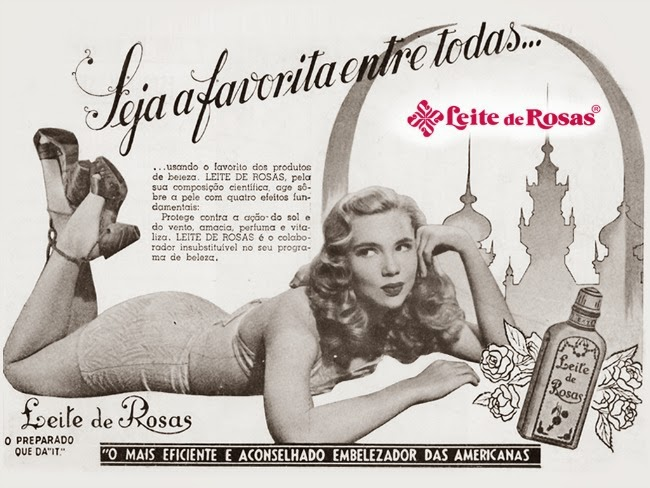 Seja a favorita entre todas...
Leite de Rosas®
...usando o favorito dos produtos
de beleza. LEITE DE ROSAS, pela
sua composição científica, age sô-
bre a pele com quatro efeitos fun-
damentais:
Protege contra a ação do sol e
do vento, amacia, perfuma e vita-
liza. LEITE DE ROSAS é o colabo-
rador insubstituível no seu progra-
ma de beleza.
Leite
de
Rosas
Leite de Rosas
O PREPARADO
QUE DA "IT."
"O MAIS EFICIENTE E ACONSELHADO EMBELEZADOR DAS AMERICANAS